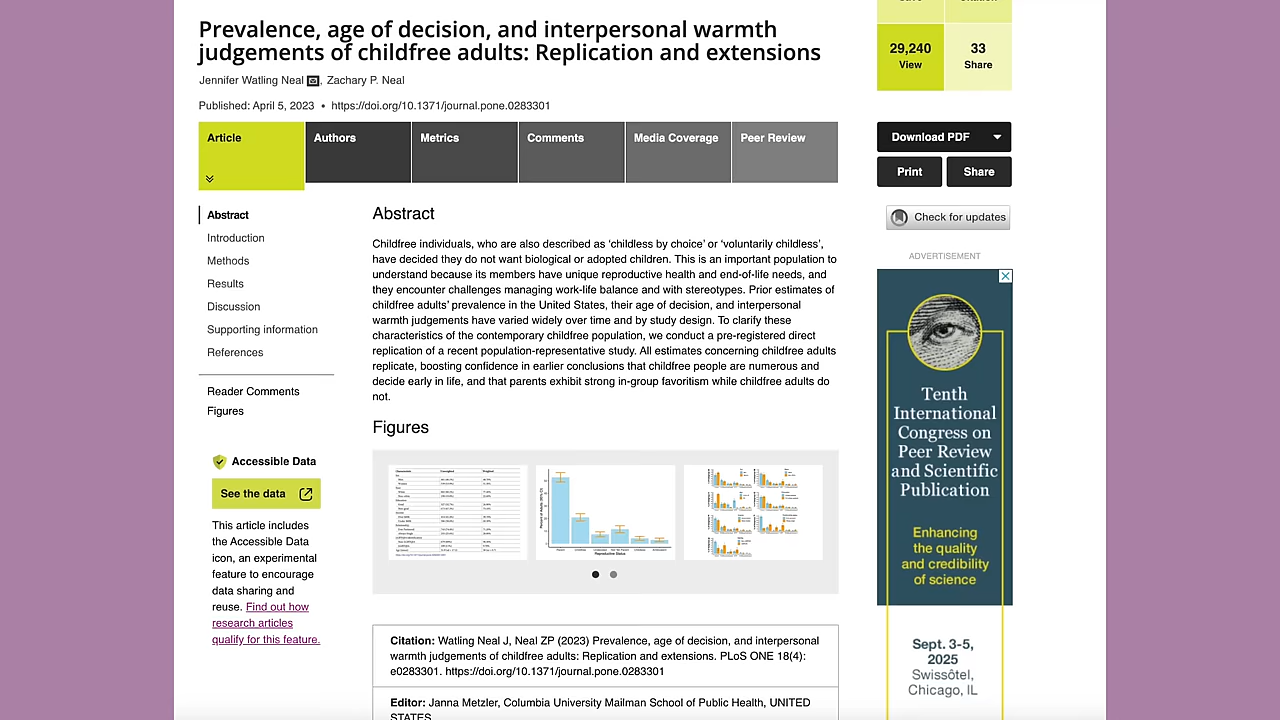 Prevalence, age of decision, and interpersonal warmth
judgements of childfree adults: Replication and extensions
Jennifer Watling Neal, Zachary P. Neal
Published: April 5, 2023 • https://doi.org/10.1371/journal.pone.0283301
29,240
View
33
Share
Article
Authors
Metrics
Comments
Media Coverage
Peer Review
Download PDF
Print
Share
Check for updates
Abstract
Introduction
Methods
Results
Discussion
Supporting information
References
Reader Comments
Figures
Accessible Data
See the data
This article includes
the Accessible Data
icon, an experimental
feature to encourage
data sharing and
reuse. Find out how
research articles
qualify for this feature.
Abstract
Childfree individuals, who are also described as ‘childless by choice’ or ‘voluntarily childless’,
have decided they do not want biological or adopted children. This is an important population to
understand because its members have unique reproductive health and end-of-life needs, and
they encounter challenges managing work-life balance and with stereotypes. Prior estimates of
childfree adults’ prevalence in the United States, their age of decision, and interpersonal
warmth judgements have varied widely over time and by study design. To clarify these
characteristics of the contemporary childfree population, we conduct a pre-registered direct
replication of a recent population-representative study. All estimates concerning childfree adults
replicate, boosting confidence in earlier conclusions that childfree people are numerous and
decide early in life, and that parents exhibit strong in-group favoritism while childfree adults do
not.
Figures
Citation: Watling Neal J, Neal ZP (2023) Prevalence, age of decision, and interpersonal
warmth judgements of childfree adults: Replication and extensions. PLoS ONE 18(4):
e0283301. https://doi.org/10.1371/journal.pone.0283301
Editor: Janna Metzler, Columbia University Mailman School of Public Health, UNITED
STATES
ADVERTISEMENT
Tenth
International
Congress on
Peer Review
and Scientific
Publication
Enhancing
the quality
and credibility
of science
Sept. 3-5,
2025
Swissôtel,
Chicago, IL